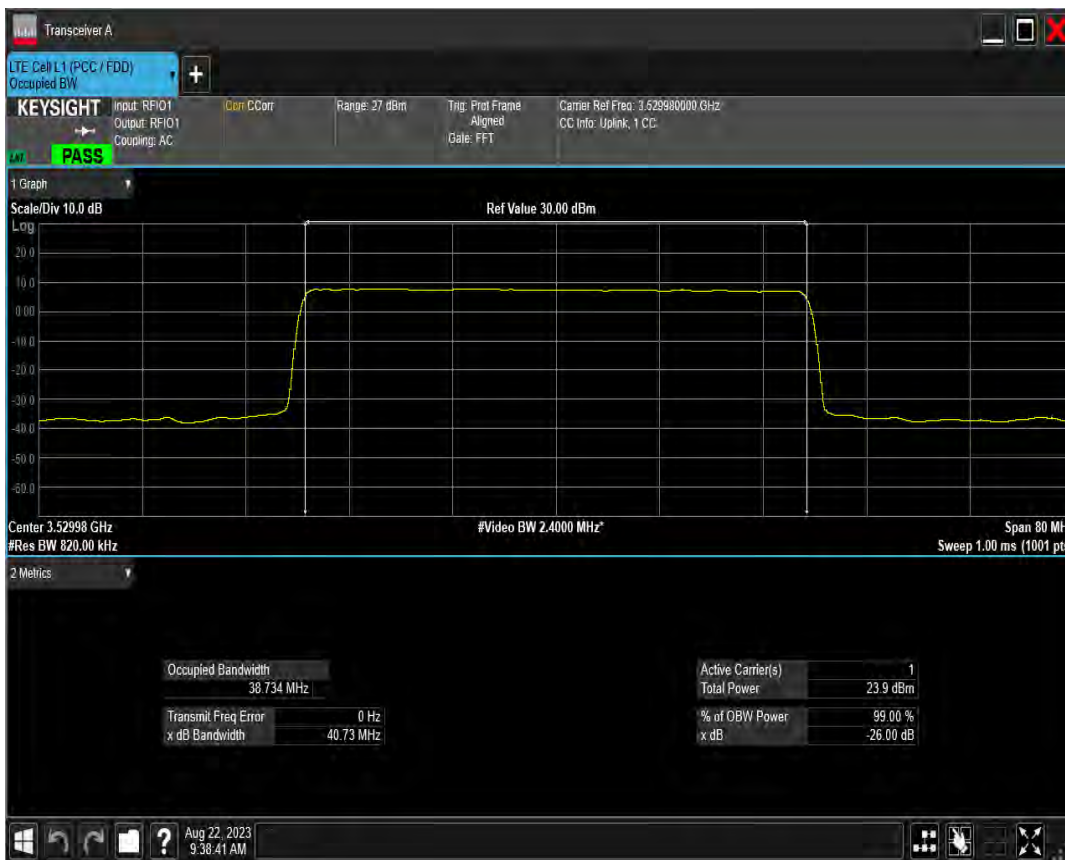 Transceiver A
LTE Cell L1 (PCC / FDD)
Occupied BW
+
KEYSIGHT
Input: RFIO1
Output: RFIO1
Coupling: AC
Corr CCorr
Range: 27 dBm
Trig: Prot Frame
Aligned
Gate: FFT
Carrier Ref Freq: 3.529980000 GHz
CC Info: Uplink, 1 CC
PASS
1 Graph
Scale/Div 10.0 dB
Ref Value 30.00 dBm
Log
20.0
10.0
0.00
-10.0
-20.0
-30.0
-40.0
-50.0
-60.0
Center 3.52998 GHz
#Video BW 2.4000 MHz*
Span 80 MH
#Res BW 820.00 kHz
Sweep 1.00 ms (1001 pts
2 Metrics
Occupied Bandwidth
38.734 MHz
Transmit Freq Error 0 Hz
x dB Bandwidth 40.73 MHz
Active Carrier(s) 1
Total Power 23.9 dBm
% of OBW Power 99.00 %
x dB -26.00 dB
?
Aug 22, 2023
9:38:41 AM